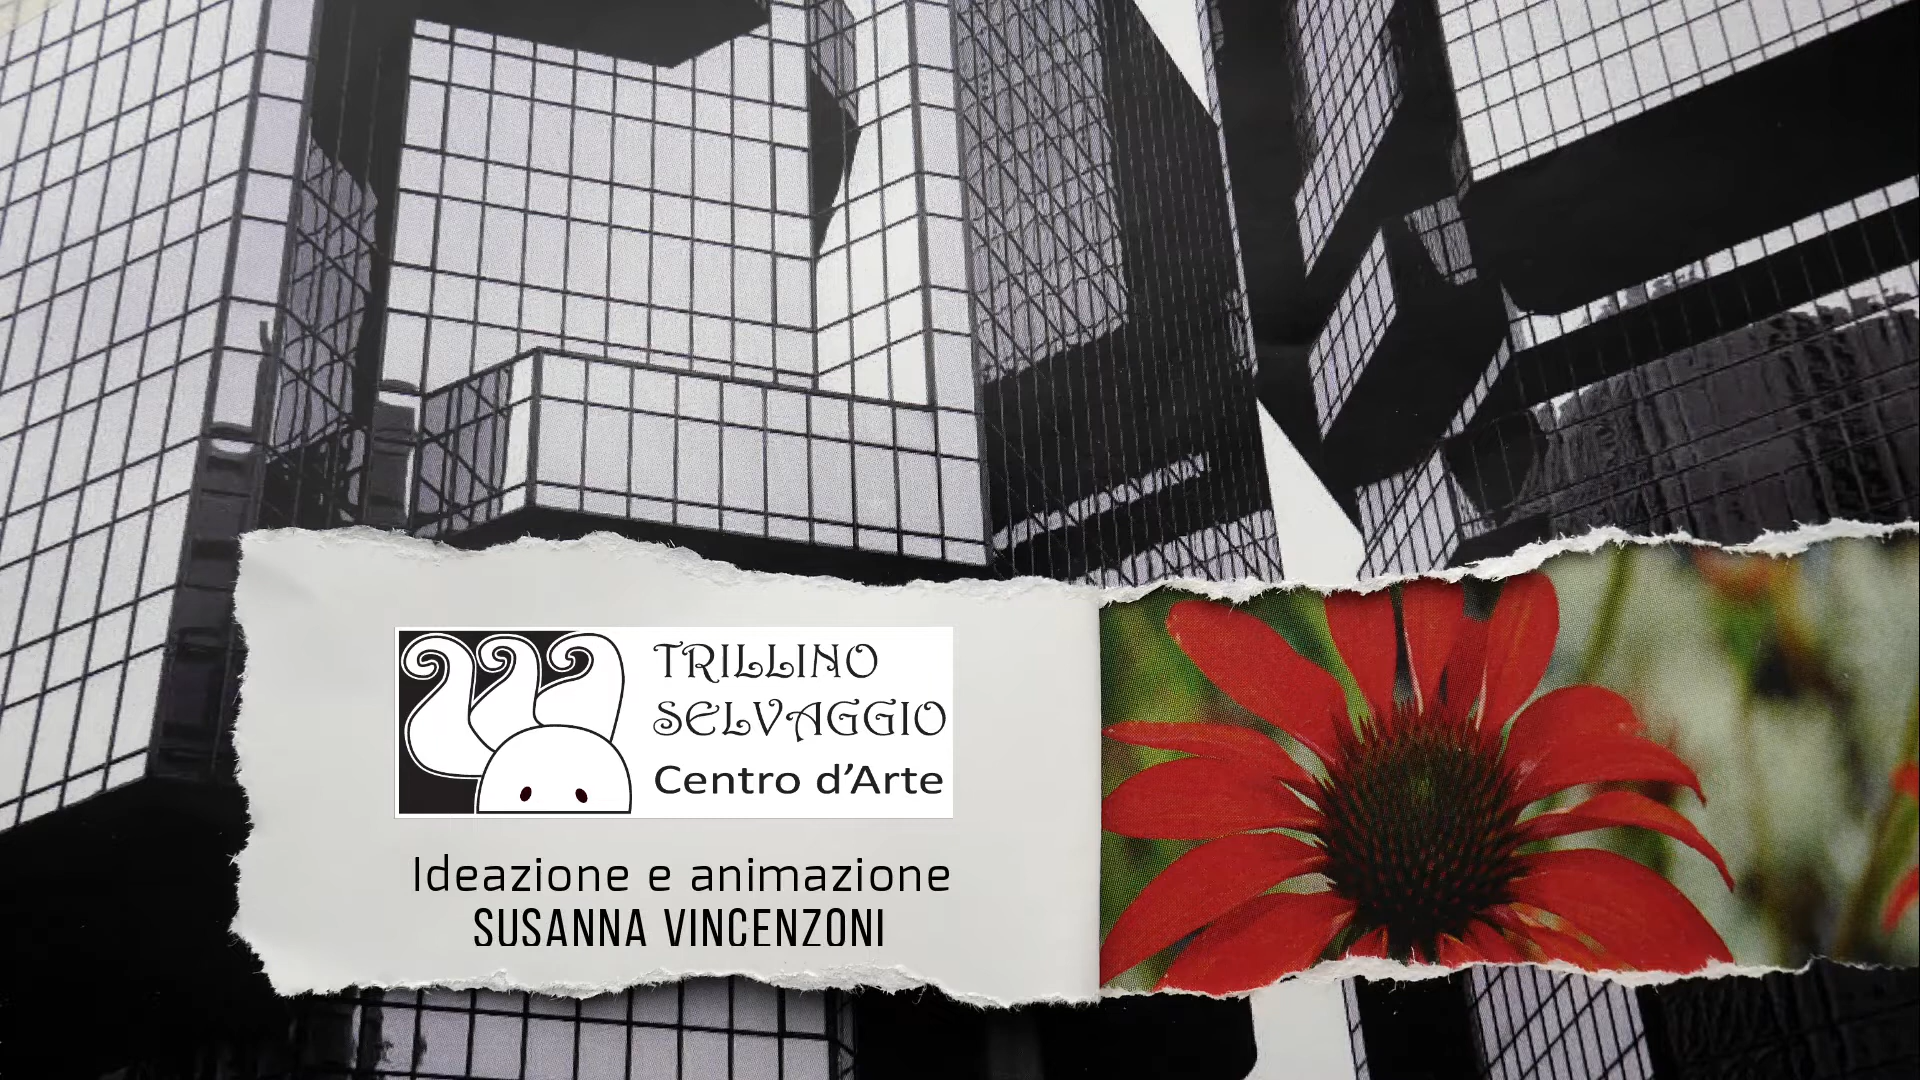 TRILLINO
SELVAGGIO
Centro d'Arte
Ideazione e animazione
SUSANNA VINCENZONI